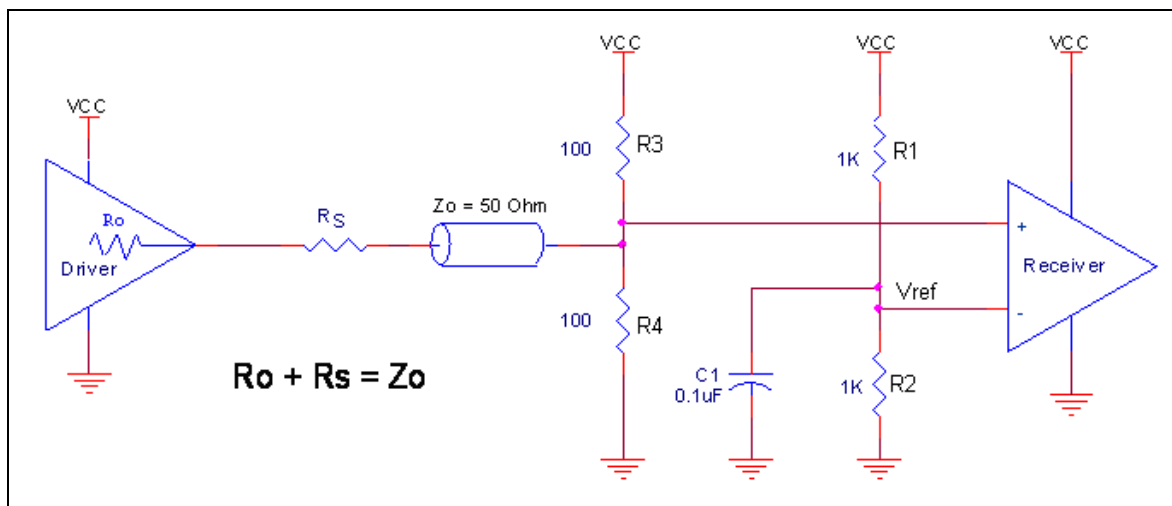 VCC
VCC
VCC
VCC
R3
100
1K
R1
Ro
Driver
RS
Zo = 50 Ohm
+
Receiver
Vref
-
100
R4
Ro + Rs = Zo
C1
0.1uF
1K
R2